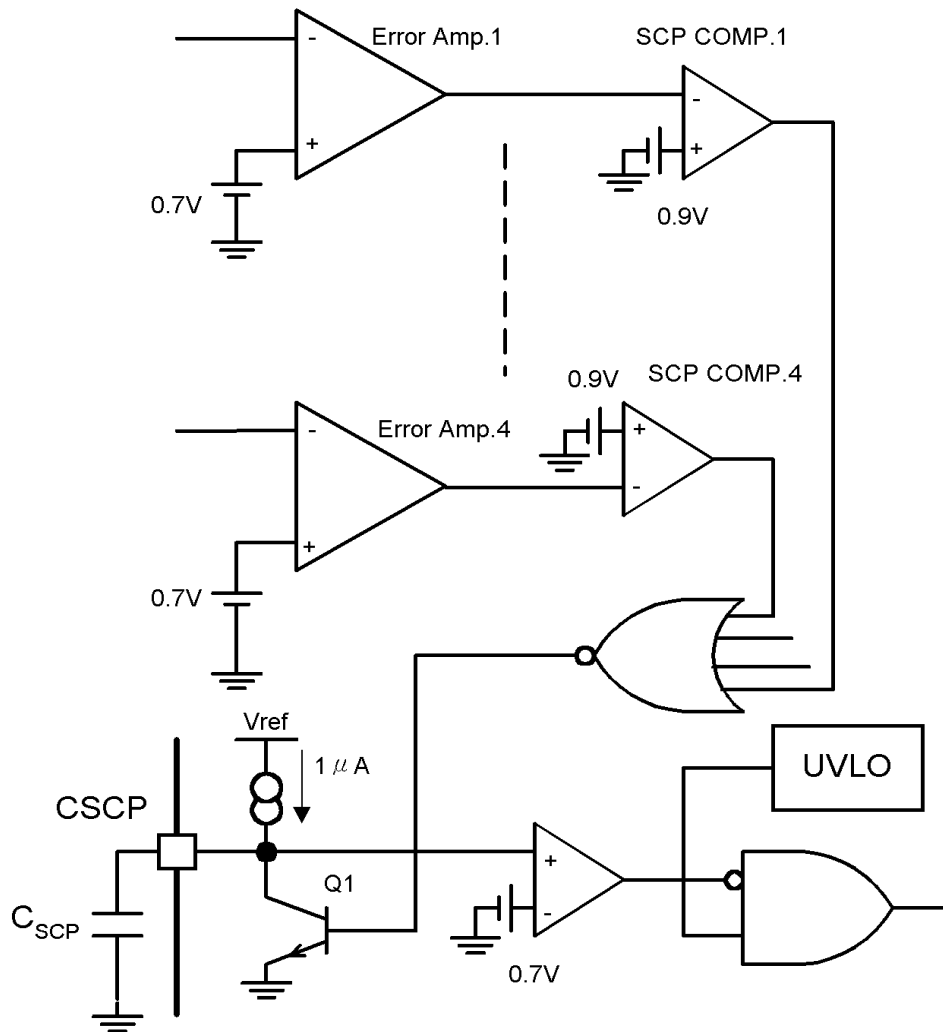 Error Amp.1
SCP COMP.1
-
-
+
+
0.7V
0.9V
0.9V
SCP COMP.4
Error Amp.4
-
+
-
+
0.7V
Vref
1 μ A
UVLO
CSCP
Q1
+
-
CSCP
0.7V